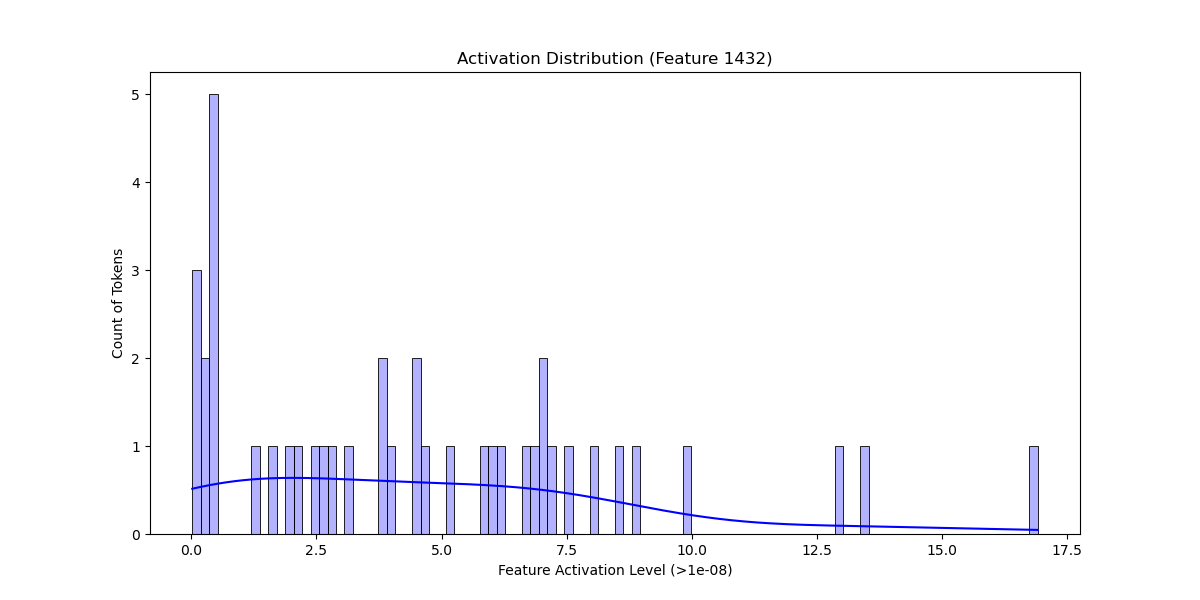 Activation Distribution (Feature 1432)
Count of Tokens
5
4
3
2
1
0
0.0 2.5 5.0 7.5 10.0 12.5 15.0 17.5
Feature Activation Level (>1e-08)